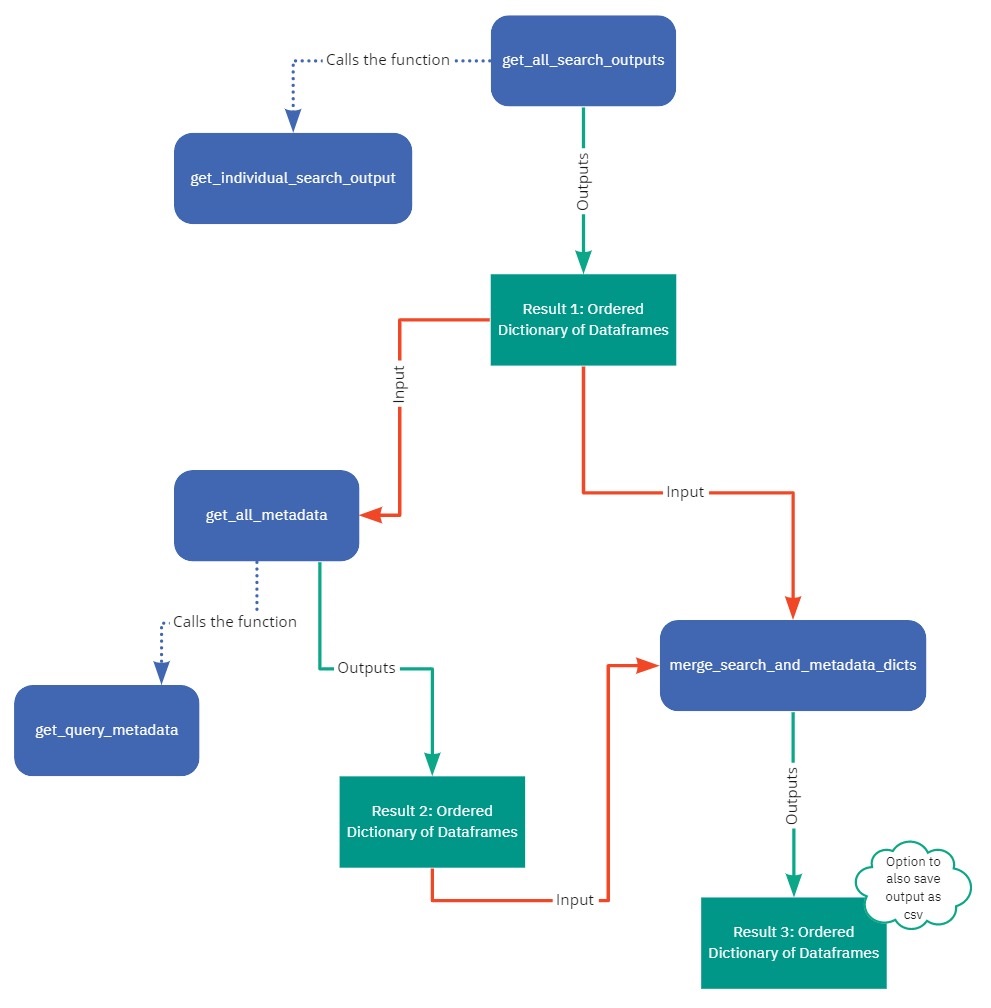 get_all_search_outputs
Calls the function
get_individual_search_output
Outputs
Result 1: Ordered
Dictionary of Dataframes
Input
Input
get_all_metadata
Calls the function
Outputs
merge_search_and_metadata_dicts
get_query_metadata
Result 2: Ordered
Dictionary of Dataframes
Outputs
Input
Option to
also save
output as
csv
Result 3: Ordered
Dictionary of Dataframes